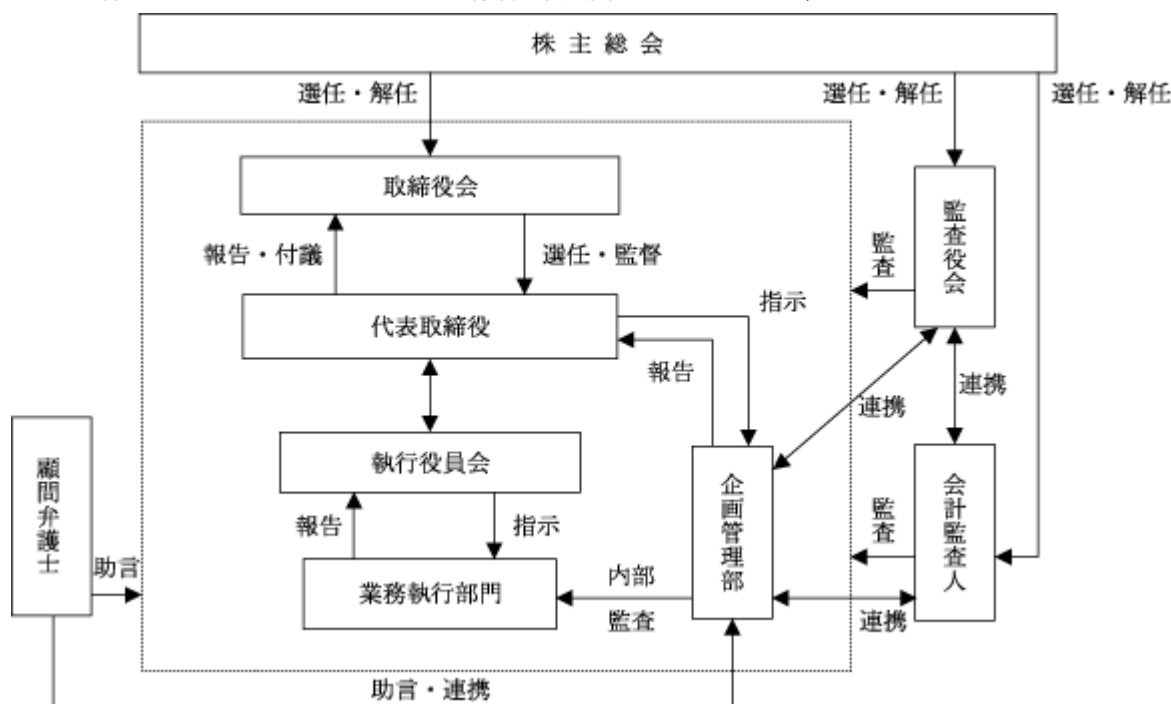 株主総会
選任・解任
選任・解任
選任・解任
取締役会
監査役会
報告・付議
選任・監督
監査
代表取締役
指示
報告
連携
連携
執行役員会
顧問弁護士
企画管理部
会計監査人
報告
指示
監査
助言
業務執行部門
内部
監査
連携
助言・連携